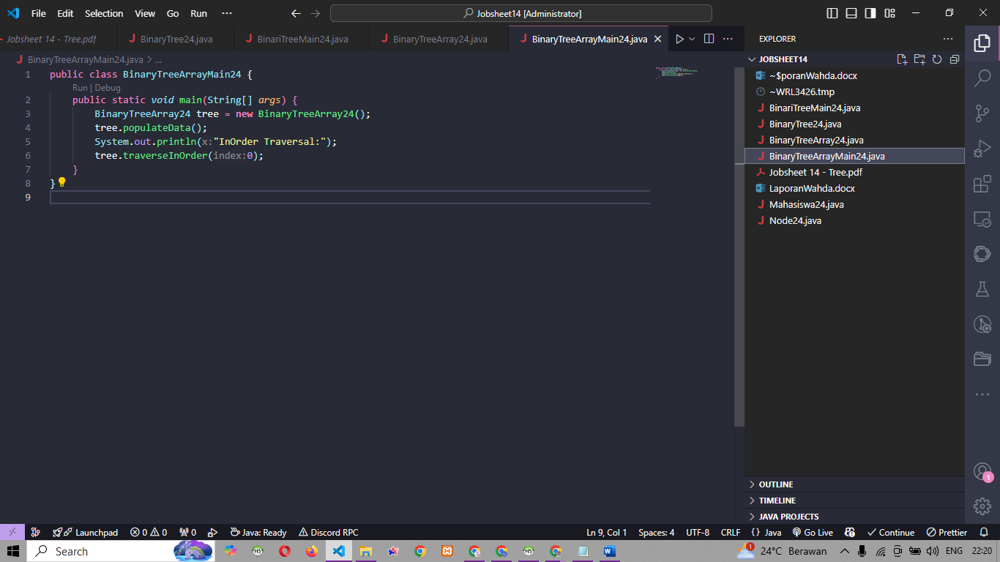 File Edit Selection View Go Run ··· Jobsheet14 [Administrator]
Jobsheet 14 - Tree.pdf BinaryTree24.java BinariTreeMain24.java BinaryTreeArray24.java BinaryTreeArrayMain24.java
BinaryTreeArrayMain24.java > ...
1 public class BinaryTreeArrayMain24 {
Run | Debug
2 public static void main(String[] args) {
3 BinaryTreeArray24 tree = new BinaryTreeArray24();
4 tree.populateData();
5 System.out.println(x:"InOrder Traversal:");
6 tree.traverseInOrder(index:0);
7 }
8 }
9
EXPLORER
JOBSHEET14
~$poranWahda.docx
~WRL3426.tmp
BinariTreeMain24.java
BinaryTree24.java
BinaryTreeArray24.java
BinaryTreeArrayMain24.java
Jobsheet 14 - Tree.pdf
LaporanWahda.docx
Mahasiswa24.java
Node24.java
OUTLINE
TIMELINE
JAVA PROJECTS
1
Launchpad 0 0 0 Java: Ready Discord RPC Ln 9, Col 1 Spaces: 4 UTF-8 CRLF {} Java Go Live Continue Prettier
Search HS HS 1 24°C Berawan ENG 22:20